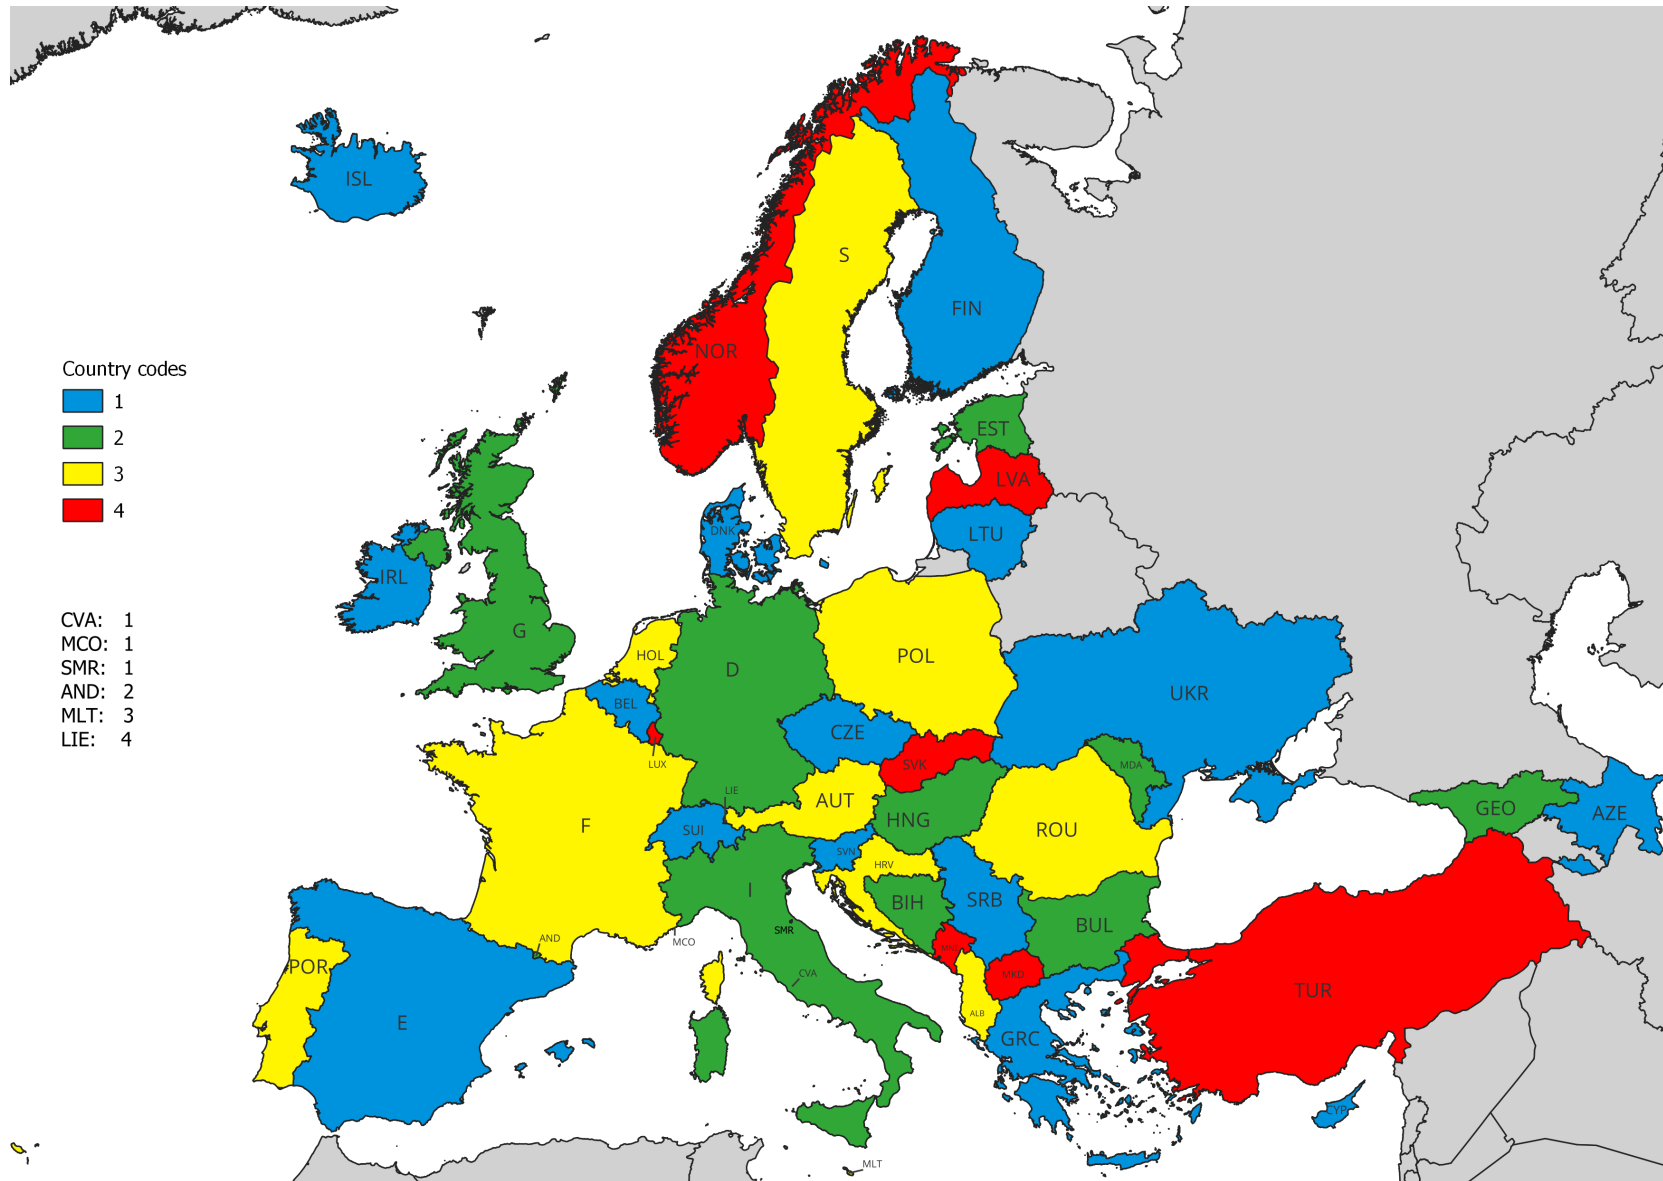 ISL
S
FIN
NOR
Country codes
1
2
3
4
EST
LVA
LTU
DNK
IRL
G
CVA: 1
MCO: 1
SMR: 1
AND: 2
MLT: 3
LIE: 4
HOL
D
POL
BEL
UKR
CZE
LUX
SVK
MDA
LIE
AUT
HNG
ROU
GEO
AZE
F
SUI
SVN
HRV
I
BIH
SRB
BUL
SMR
AND
MCO
MNE
POR
CVA
MKD
TUR
E
ALB
GRC
CYP
MLT